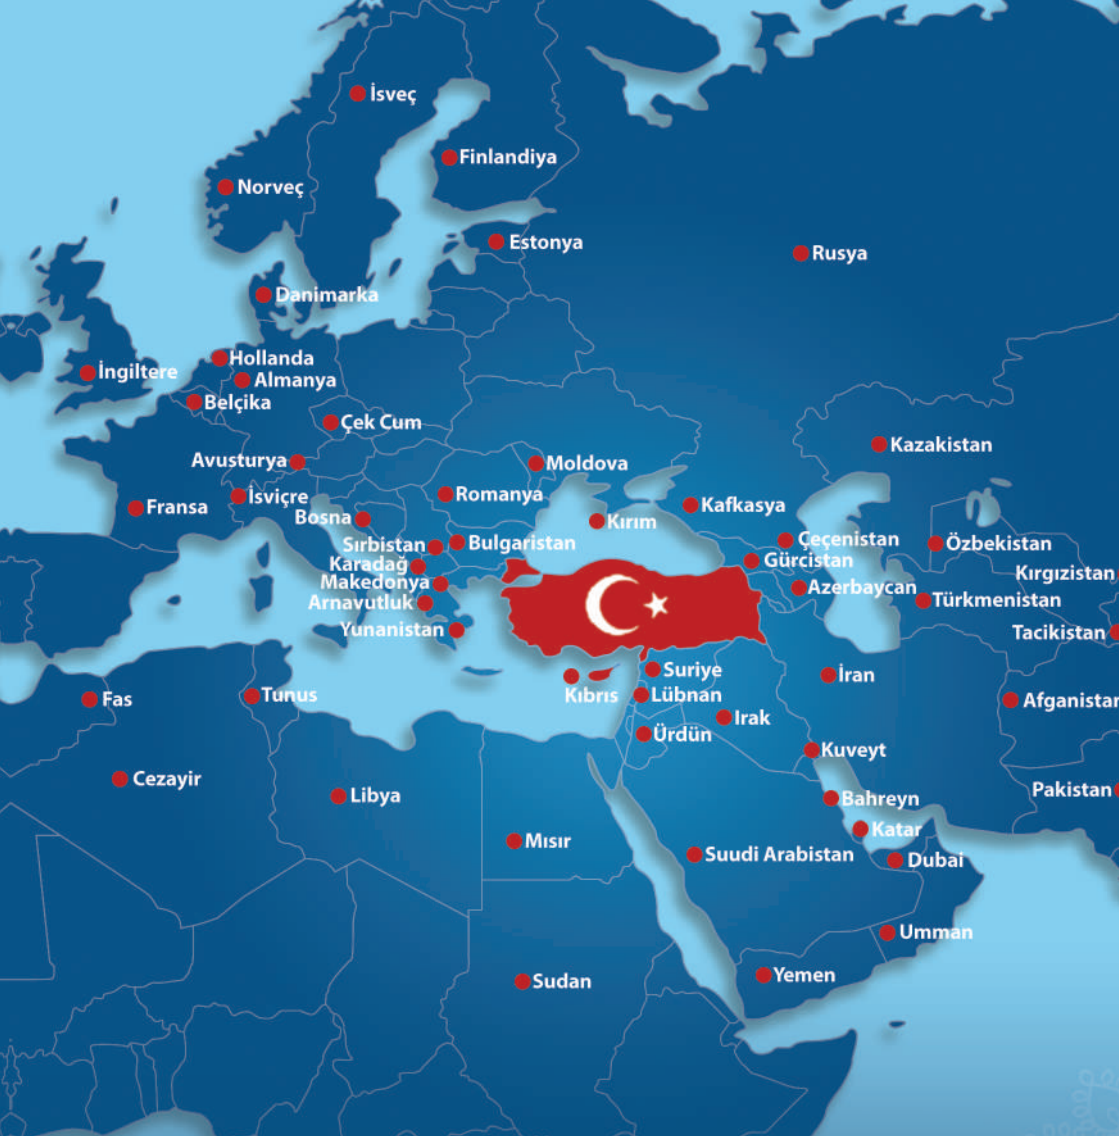 İsveç
Finlandiya
Norveç
Estonya
Rusya
Danimarka
Hollanda
İngiltere
Almanya
Belçika
Çek Cum
Kazakistan
Avusturya
Moldova
Romanya
İsviçre
Fransa
Kafkasya
Bosna
Kırım
Çeçenistan
Sırbistan
Bulgaristan
Özbekistan
Gürcistan
Karadağ
Kırgızistan
Makedonya
Azerbaycan
Türkmenistan
Arnavutluk
Yunanistan
Tacikistan
Suriye
İran
Kıbrıs
Lübnan
Fas
Tunus
Afganistan
Irak
Ürdün
Kuveyt
Cezayir
Pakistan
Libya
Bahreyn
Katar
Mısır
Suudi Arabistan
Dubai
Umman
Yemen
Sudan